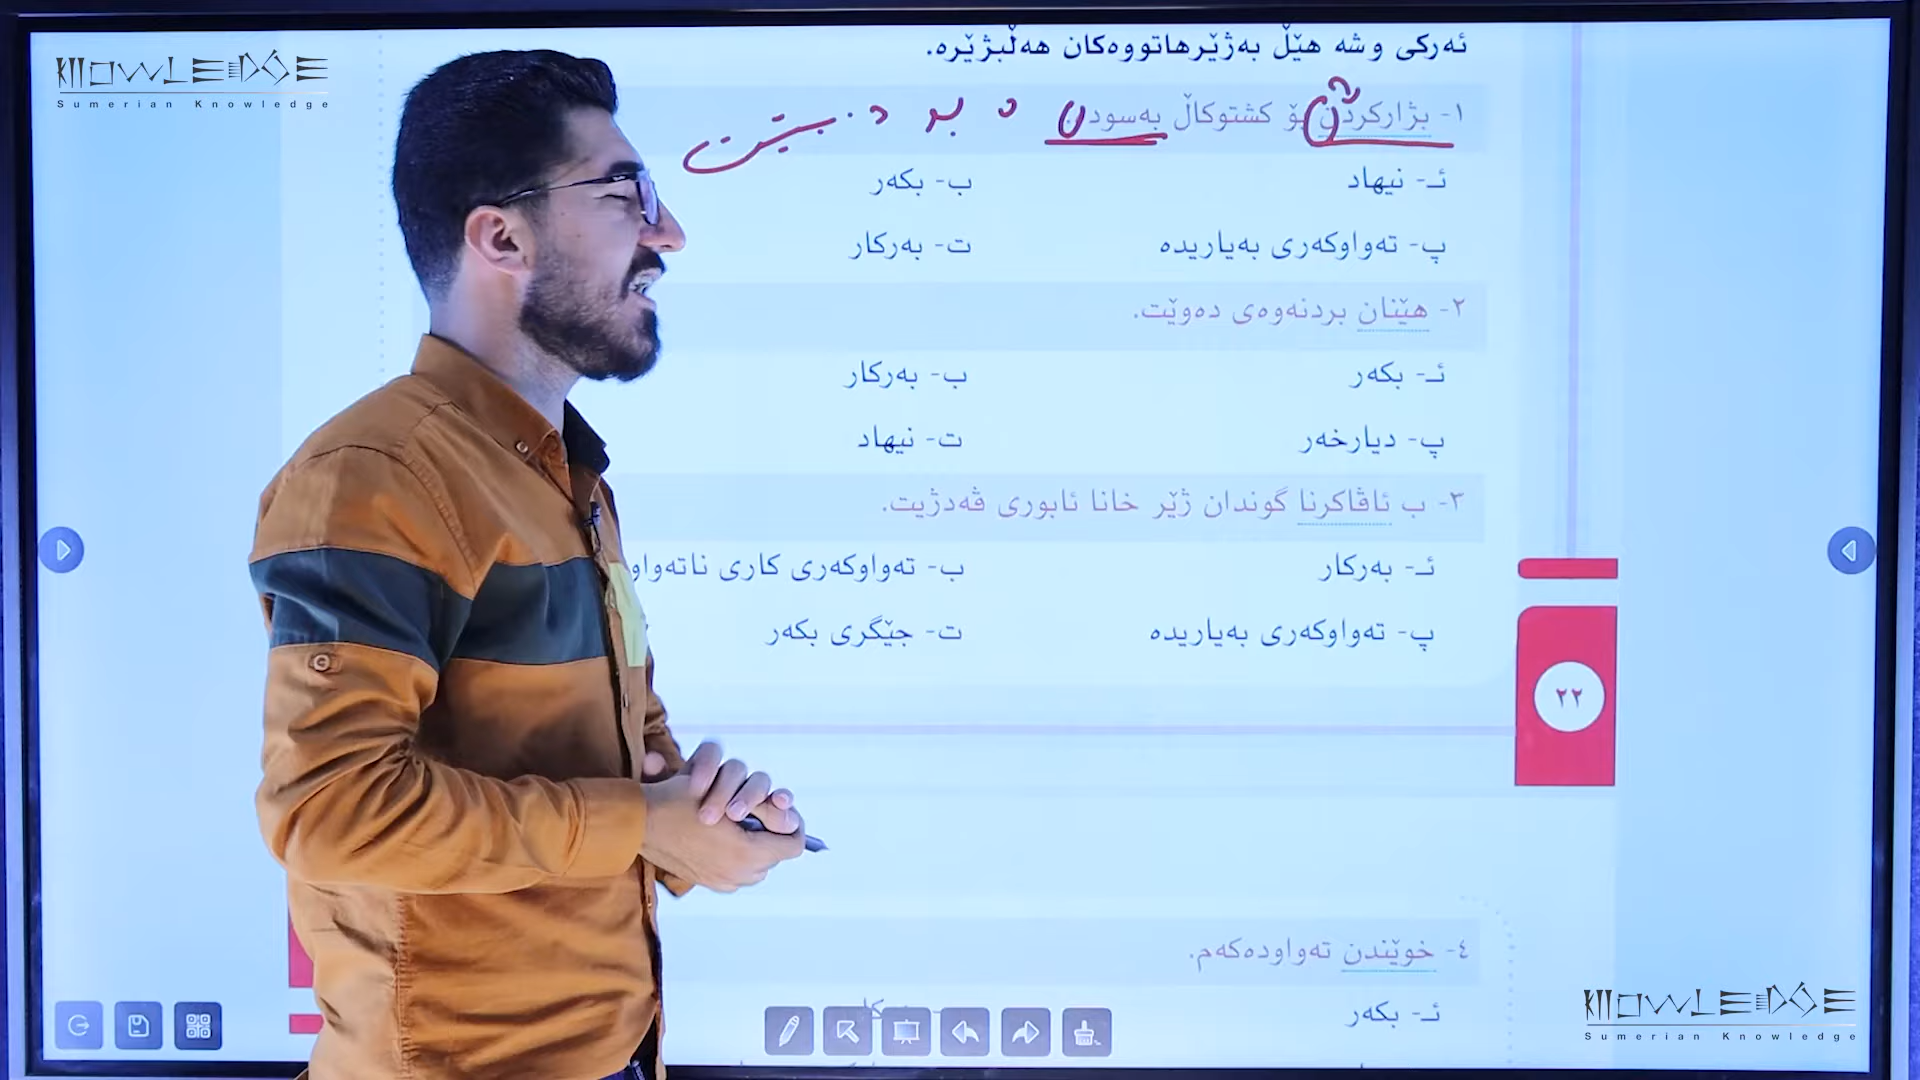 KNOWLEDGE
Sumerian Knowledge
ئەرکی وشە هێڵ بەژێرهاتووەکان هەڵبژێرە.
١- بژارکردن بۆ کشتوکاڵ بەسودە.
ئـ- نیهاد
ب- بکەر
پ- تەواوکەری بەیاریدە
ت- بەرکار
٢- هێنان بردنەوەی دەوێت.
ئـ- بکەر
ب- بەرکار
پ- دیارخەر
ت- نیهاد
٣- ب ئاڤاکرنا گوندان ژێر خانا ئابوری ڤەدژیت.
ئـ- بەرکار
ب- تەواوکەری کاری ناتەواو
پ- تەواوکەری بەیاریدە
ت- جێگری بکەر
٢٢
٤- خوێندن تەواودەکەم.
ئـ- بکەر
KNOWLEDGE
Sumerian Knowledge